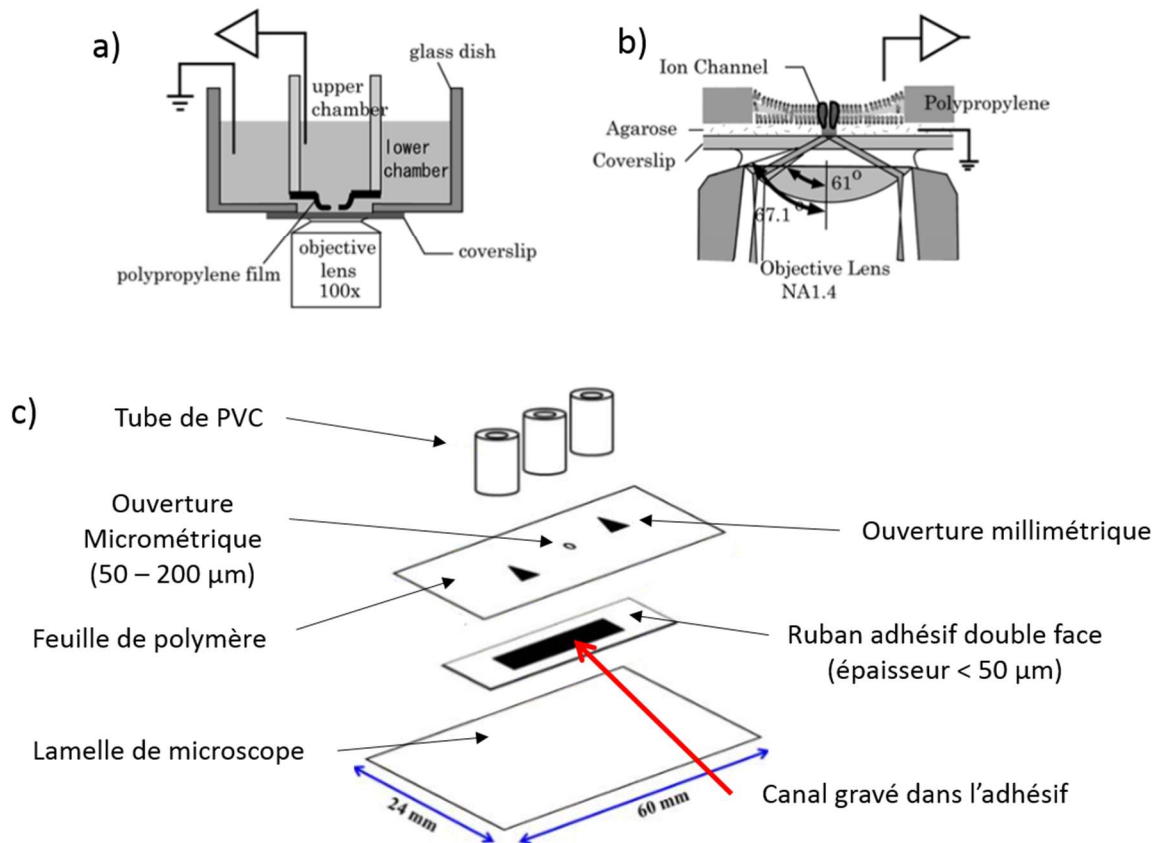 a)
glass dish
upper
chamber
lower
chamber
objective
lens
100x
coverslip
polypropylene film
b)
Ion Channel
Polypropylene
Agarose
Coverslip
61°
67.1°
Objective Lens
NA1.4
c)
Tube de PVC
Ouverture
Micrométrique
(50 – 200 µm)
Ouverture millimétrique
Feuille de polymère
Ruban adhésif double face
(épaisseur < 50 µm)
Lamelle de microscope
Canal gravé dans l’adhésif
24 mm
60 mm